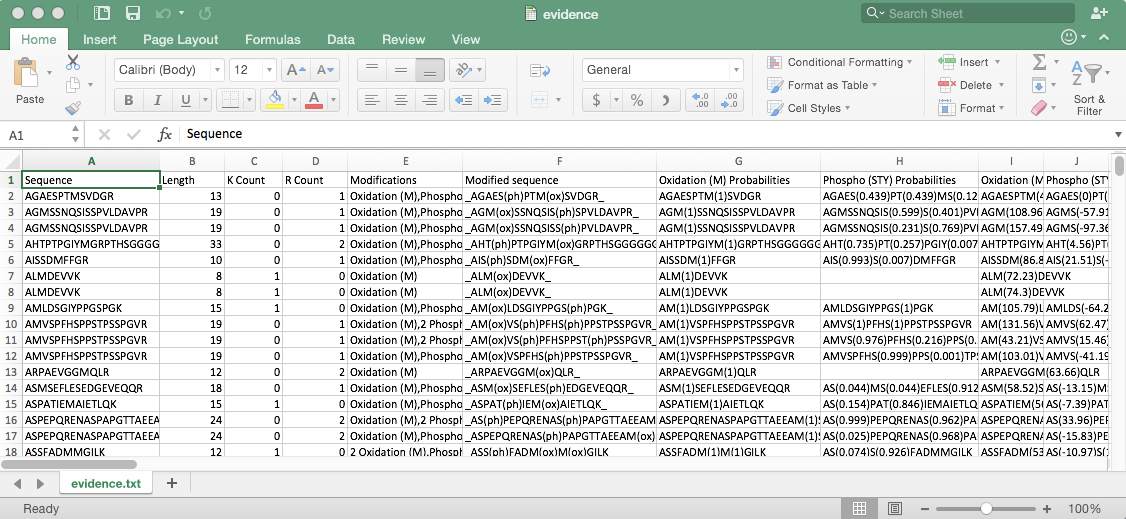 evidence
Search Sheet
Home Insert Page Layout Formulas Data Review View
Paste
Calibri (Body) 12 A A
B I U A
General
$ %
Conditional Formatting
Format as Table
Cell Styles
Insert
Delete
Format
Sort &
Filter
A1 fx Sequence
A B C D E F G H I J
1 Sequence Length K Count R Count Modifications Modified sequence Oxidation (M) Probabilities Phospho (STY) Probabilities Oxidation (M Phospho (STY
2 AGAESPTMSVDGR 13 0 1 Oxidation (M),Phospho _AGAES(ph)PTM(ox)SVDGR_ AGAESPTM(1)SVDGR AGAES(0.439)PT(0.439)MS(0.12 AGAESPTM( AGAES(0)PT(
3 AGMSSNQSISSPVLDAVPR 19 0 1 Oxidation (M),Phospho _AGM(ox)SSNQSIS(ph)SPVLDAVPR_ AGM(1)SSNQSISSPVLDAVPR AGMSSNQSIS(0.599)S(0.401)PVI AGM(108.96 AGMS(-57.91
4 AGMSSNQSISSPVLDAVPR 19 0 1 Oxidation (M),Phospho _AGM(ox)SSNQSISS(ph)PVLDAVPR_ AGM(1)SSNQSISSPVLDAVPR AGMSSNQSIS(0.231)S(0.769)PVI AGM(157.49 AGMS(-97.36
5 AHTPTPGIYMGRPTHSGGGG 33 0 2 Oxidation (M),Phospho _AHT(ph)PTPGIYM(ox)GRPTHSGGGGG AHTPTPGIYM(1)GRPTHSGGGGGG AHT(0.735)PT(0.257)PGIY(0.007 AHTPTPGIYM AHT(4.56)PT(
6 AISSDMFFGR 10 0 1 Oxidation (M),Phospho _AIS(ph)SDM(ox)FFGR_ AISSDM(1)FFGR AIS(0.993)S(0.007)DMFFGR AISSDM(86.8 AIS(21.51)S(-
7 ALMDEVVK 8 1 0 Oxidation (M) _ALM(ox)DEVVK_ ALM(1)DEVVK ALM(72.23)DEVVK
8 ALMDEVVK 8 1 0 Oxidation (M) _ALM(ox)DEVVK_ ALM(1)DEVVK ALM(74.3)DEVVK
9 AMLDSGIYPPGSPGK 15 1 0 Oxidation (M),Phospho _AM(ox)LDSGIYPPGS(ph)PGK_ AM(1)LDSGIYPPGSPGK AMLDSGIYPPGS(1)PGK AM(105.79)L AMLDS(-64.2
10 AMVSPFHSPPSTPSSPGVR 19 0 1 Oxidation (M),2 Phosph _AM(ox)VS(ph)PFHS(ph)PPSTPSSPGVR_ AM(1)VSPFHSPPSTPSSPGVR AMVS(1)PFHS(1)PPSTPSSPGVR AM(131.56)V AMVS(62.47)
11 AMVSPFHSPPSTPSSPGVR 19 0 1 Oxidation (M),2 Phosph _AM(ox)VS(ph)PFHSPPST(ph)PSSPGVR_ AM(1)VSPFHSPPSTPSSPGVR AMVS(0.976)PFHS(0.216)PPS(0. AM(43.21)VS AMVS(15.46)
12 AMVSPFHSPPSTPSSPGVR 19 0 1 Oxidation (M),Phospho _AM(ox)VSPFHS(ph)PPSTPSSPGVR_ AM(1)VSPFHSPPSTPSSPGVR AMVSPFHS(0.999)PPS(0.001)TP AM(103.01)V AMVS(-41.19
13 ARPAEVGGMQLR 12 0 2 Oxidation (M) _ARPAEVGGM(ox)QLR_ ARPAEVGGM(1)QLR ARPAEVGGM(63.66)QLR
14 ASMSEFLESEDGEVEQQR 18 0 1 Oxidation (M),Phospho _ASM(ox)SEFLES(ph)EDGEVEQQR_ ASM(1)SEFLESEDGEVEQQR AS(0.044)MS(0.044)EFLES(0.912 ASM(58.52)S AS(-13.15)M
15 ASPATIEMAIETLQK 15 1 0 Oxidation (M),Phospho _ASPAT(ph)IEM(ox)AIETLQK_ ASPATIEM(1)AIETLQK AS(0.154)PAT(0.846)IEMAIETLQ ASPATIEM(5 AS(-7.39)PAT
16 ASPEPQRENASPAPGTTAEEA 24 0 2 Oxidation (M),2 Phosph _AS(ph)PEPQRENAS(ph)PAPGTTAEEAM ASPEPQRENASPAPGTTAEEAM(1) AS(0.999)PEPQRENAS(0.962)PA ASPEPQRENA AS(33.96)PEP
17 ASPEPQRENASPAPGTTAEEA 24 0 2 Oxidation (M),Phospho _ASPEPQRENAS(ph)PAPGTTAEEAM(ox) ASPEPQRENASPAPGTTAEEAM(1) AS(0.025)PEPQRENAS(0.968)PA ASPEPQRENA AS(-15.83)PE
18 ASSFADMMGILK 12 1 0 2 Oxidation (M),Phosph _ASS(ph)FADM(ox)M(ox)GILK ASSFADM(1)M(1)GILK AS(0.074)S(0.926)FADMMGILK ASSFADM(53 AS(-10.97)S(
evidence.txt +
Ready 100%